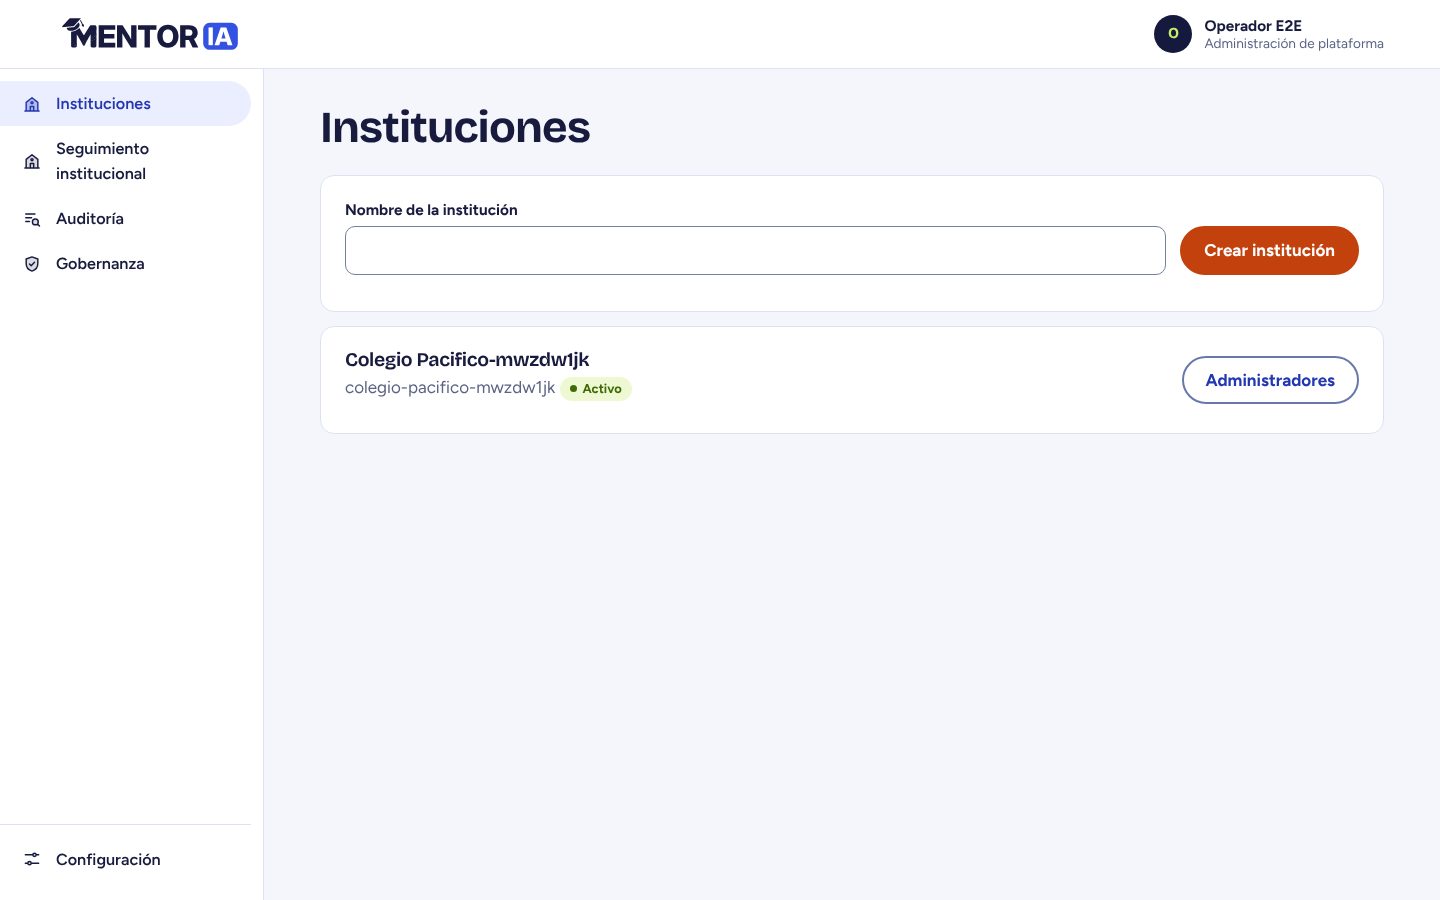 MENTOR IA
O
Operador E2E
Administración de plataforma
Instituciones
Seguimiento
institucional
Auditoría
Gobernanza
Configuración
Instituciones
Nombre de la institución
Crear institución
Colegio Pacifico-mwzdw1jk
colegio-pacifico-mwzdw1jk Activo
Administradores